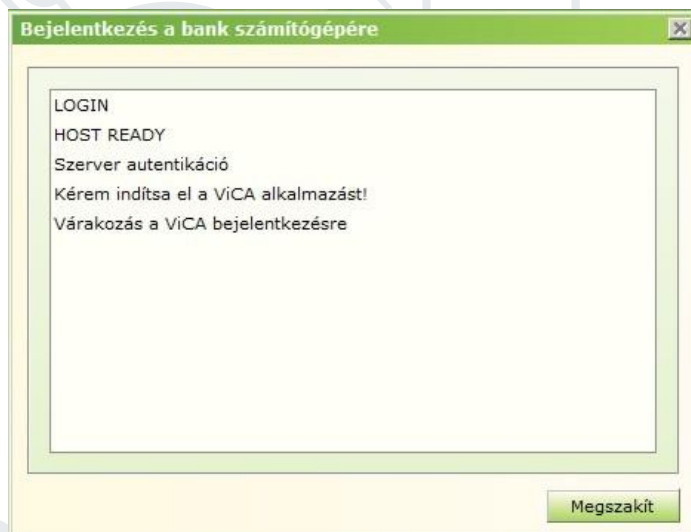 Bejelentkezés a bank számítógépére
LOGIN
HOST READY
Szerver autentikáció
Kérem indítsa el a ViCA alkalmazást!
Várakozás a ViCA bejelentkezésre
Megszakít